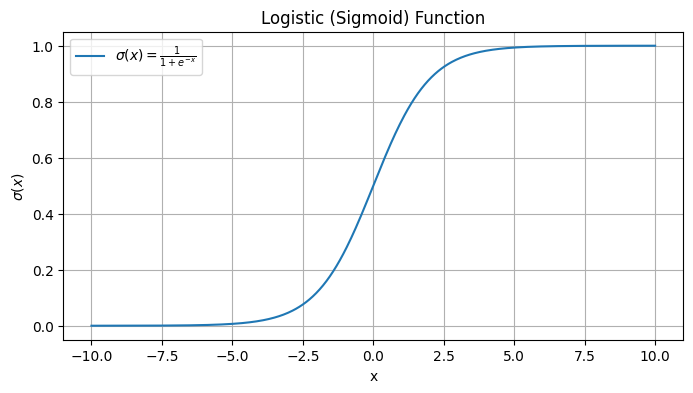 Logistic (Sigmoid) Function
σ(x) = 1/(1 + e^{-x})
1.0
0.8
0.6
0.4
0.2
0.0
σ(x)
−10.0 −7.5 −5.0 −2.5 0.0 2.5 5.0 7.5 10.0
x